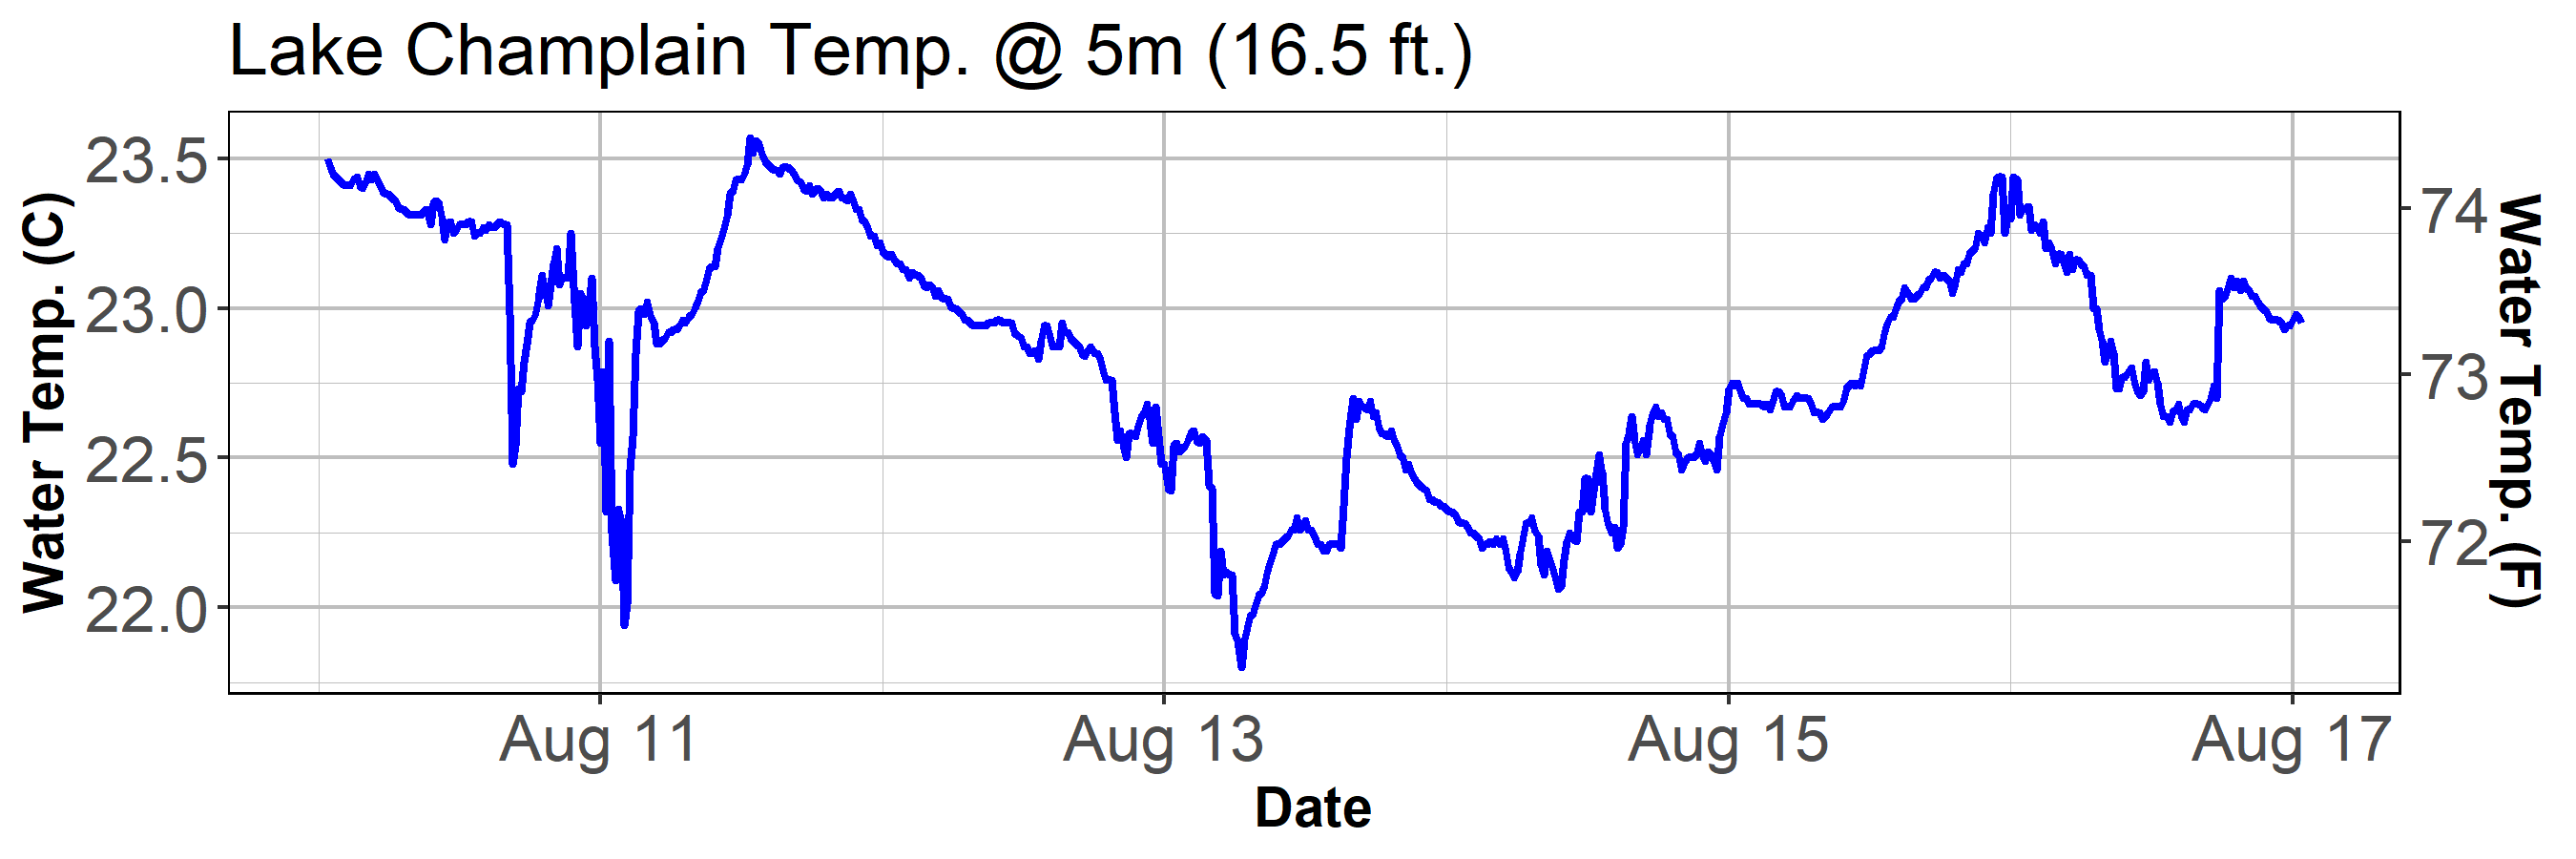 Lake Champlain Temp. @ 5m (16.5 ft.)
Water Temp. (C)
23.5
23.0
22.5
22.0
74
73
72
Water Temp. (F)
Aug 11
Aug 13
Aug 15
Aug 17
Date